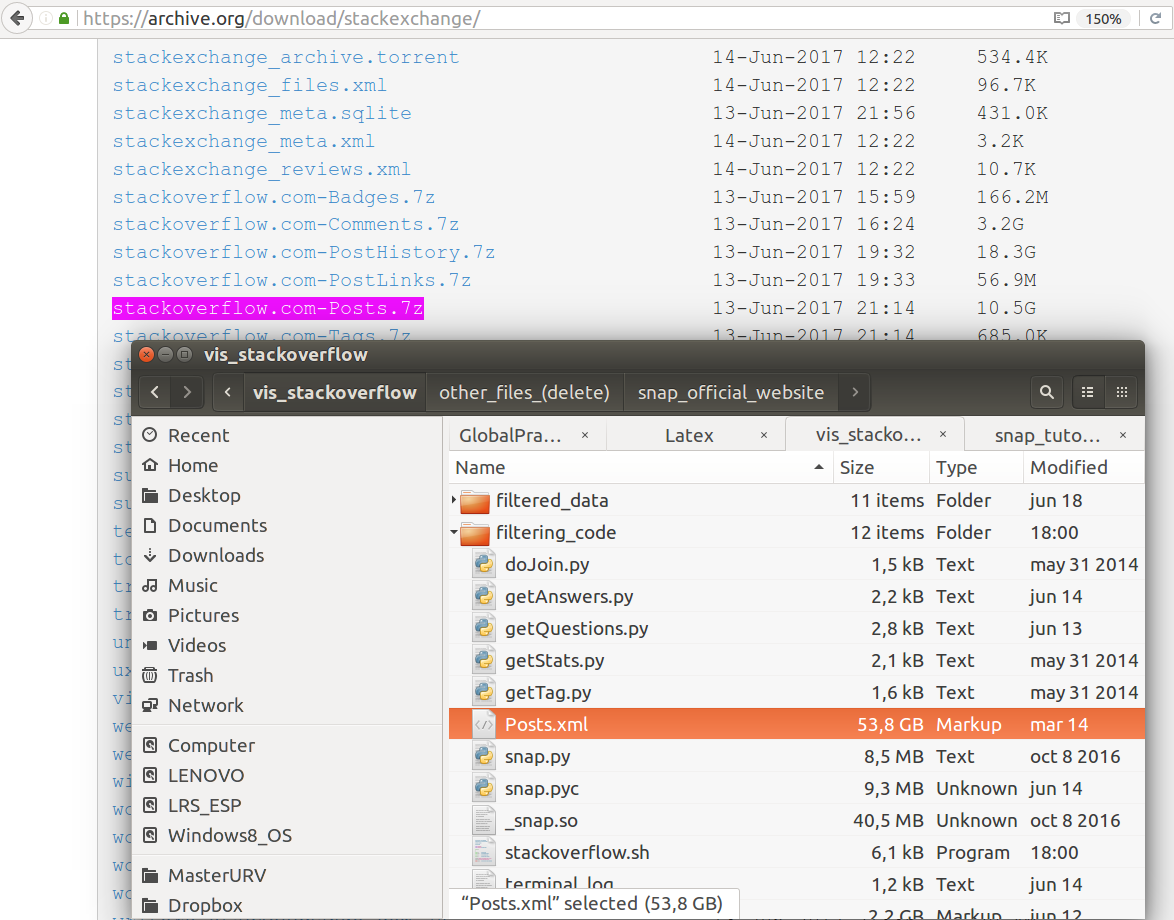 https://archive.org/download/stackexchange/ 150%
stackexchange_archive.torrent 14-Jun-2017 12:22 534.4K
stackexchange_files.xml 14-Jun-2017 12:22 96.7K
stackexchange_meta.sqlite 13-Jun-2017 21:56 431.0K
stackexchange_meta.xml 14-Jun-2017 12:22 3.2K
stackexchange_reviews.xml 14-Jun-2017 12:22 10.7K
stackoverflow.com-Badges.7z 13-Jun-2017 15:59 166.2M
stackoverflow.com-Comments.7z 13-Jun-2017 16:24 3.2G
stackoverflow.com-PostHistory.7z 13-Jun-2017 19:32 18.3G
stackoverflow.com-PostLinks.7z 13-Jun-2017 19:33 56.9M
stackoverflow.com-Posts.7z 13-Jun-2017 21:14 10.5G
stackoverflow.com-Tags.7z 13-Jun-2017 21:14 685.0K
vis_stackoverflow
vis_stackoverflow other_files_(delete) snap_official_website
GlobalPra... × Latex × vis_stacko... × snap_tuto... ×
Name Size Type Modified
Recent
Home
Desktop
Documents
Downloads
Music
Pictures
Videos
Trash
Network
Computer
LENOVO
LRS_ESP
Windows8_OS
MasterURV
Dropbox
filtered_data 11 items Folder jun 18
filtering_code 12 items Folder 18:00
doJoin.py 1,5 kB Text may 31 2014
getAnswers.py 2,2 kB Text jun 14
getQuestions.py 2,8 kB Text jun 13
getStats.py 2,1 kB Text may 31 2014
getTag.py 1,6 kB Text may 31 2014
Posts.xml 53,8 GB Markup mar 14
snap.py 8,5 MB Text oct 8 2016
snap.pyc 9,3 MB Unknown jun 14
_snap.so 40,5 MB Unknown oct 8 2016
stackoverflow.sh 6,1 kB Program 18:00
terminal_log 1,2 kB Text jun 14
2,2 GB Markup jun 12
“Posts.xml” selected (53,8 GB)